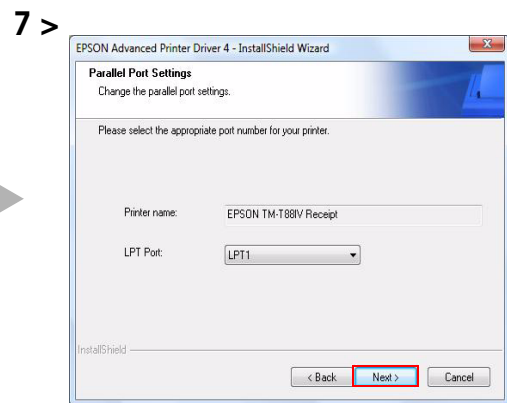 7 >
EPSON Advanced Printer Driver 4 - InstallShield Wizard
Parallel Port Settings
Change the parallel port settings.
Please select the appropriate port number for your printer.
Printer name: EPSON TM-T88IV Receipt
LPT Port: LPT1
InstallShield
< Back Next > Cancel